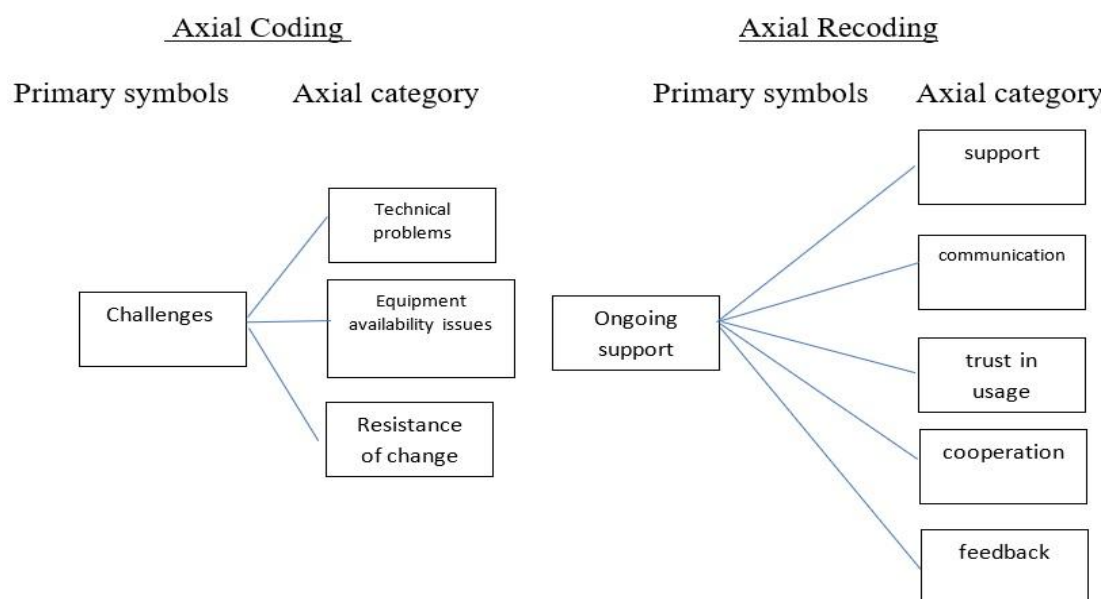 Axial Coding
Axial Recoding
Primary symbols
Axial category
Primary symbols
Axial category
Challenges
Technical
problems
Equipment
availability issues
Resistance
of change
Ongoing
support
support
communication
trust in
usage
cooperation
feedback